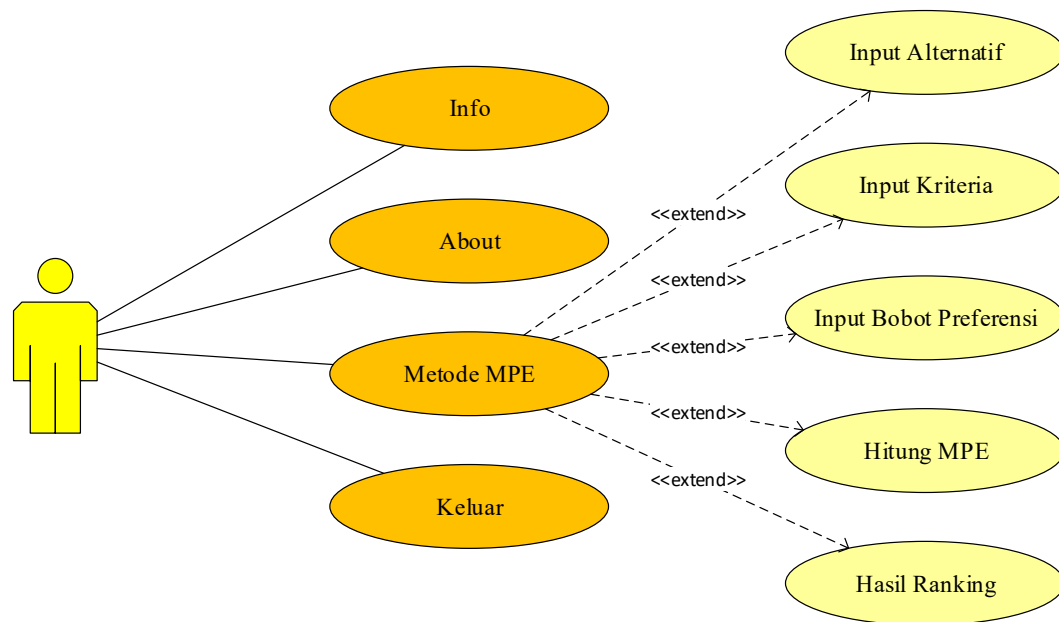 Info
About
Metode MPE
Keluar
<<extend>>
<<extend>>
<<extend>>
<<extend>>
<<extend>>
Input Alternatif
Input Kriteria
Input Bobot Preferensi
Hitung MPE
Hasil Ranking